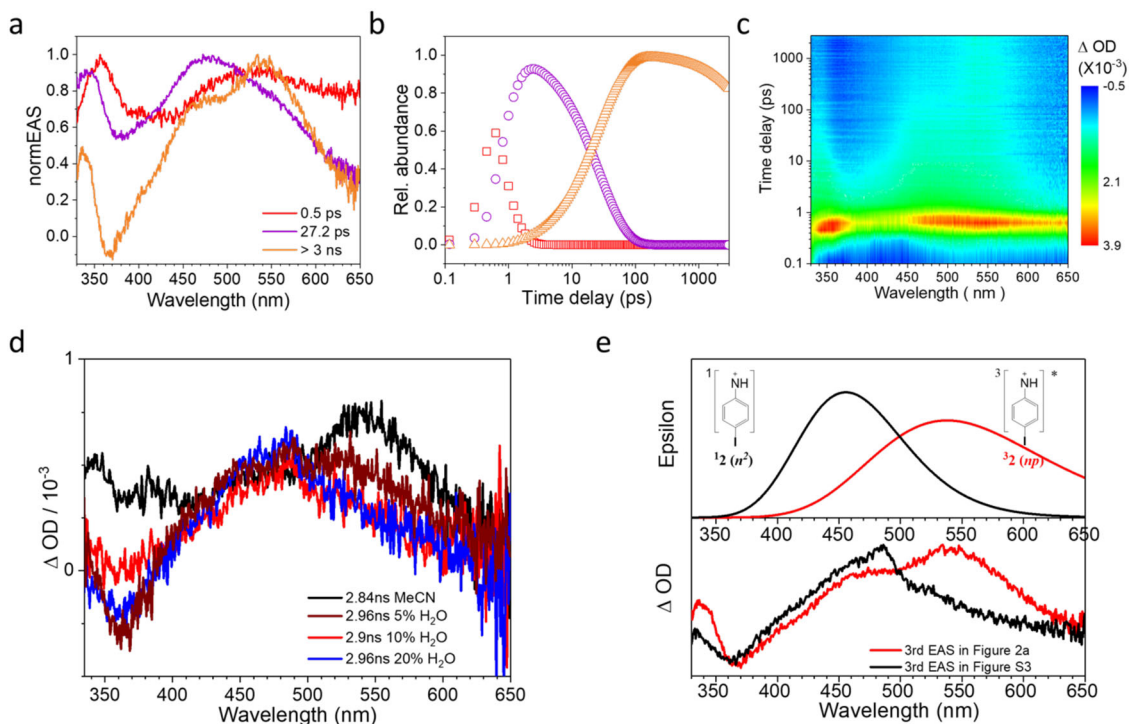 a
normEAS
1.0
0.8
0.6
0.4
0.2
0.0
0.5 ps
27.2 ps
> 3 ns
350 400 450 500 550 600 650
Wavelength (nm)
b
Rel. abundance
1.0
0.8
0.6
0.4
0.2
0.0
0.1 1 10 100 1000
Time delay (ps)
c
Time delay (ps)
1000
100
10
1
0.1
350 400 450 500 550 600 650
Wavelength ( nm )
Δ OD
(X10⁻³)
-0.5
2.1
3.9
d
Δ OD / 10⁻³
1
0
2.84ns MeCN
2.96ns 5% H₂O
2.9ns 10% H₂O
2.96ns 20% H₂O
350 400 450 500 550 600 650
Wavelength (nm)
e
Epsilon
1
+
NH
I
¹2 (n²)
3
+
NH
*
I
³2 (np)
350 400 450 500 550 600 650
Δ OD
3rd EAS in Figure 2a
3rd EAS in Figure S3
350 400 450 500 550 600 650
Wavelength (nm)